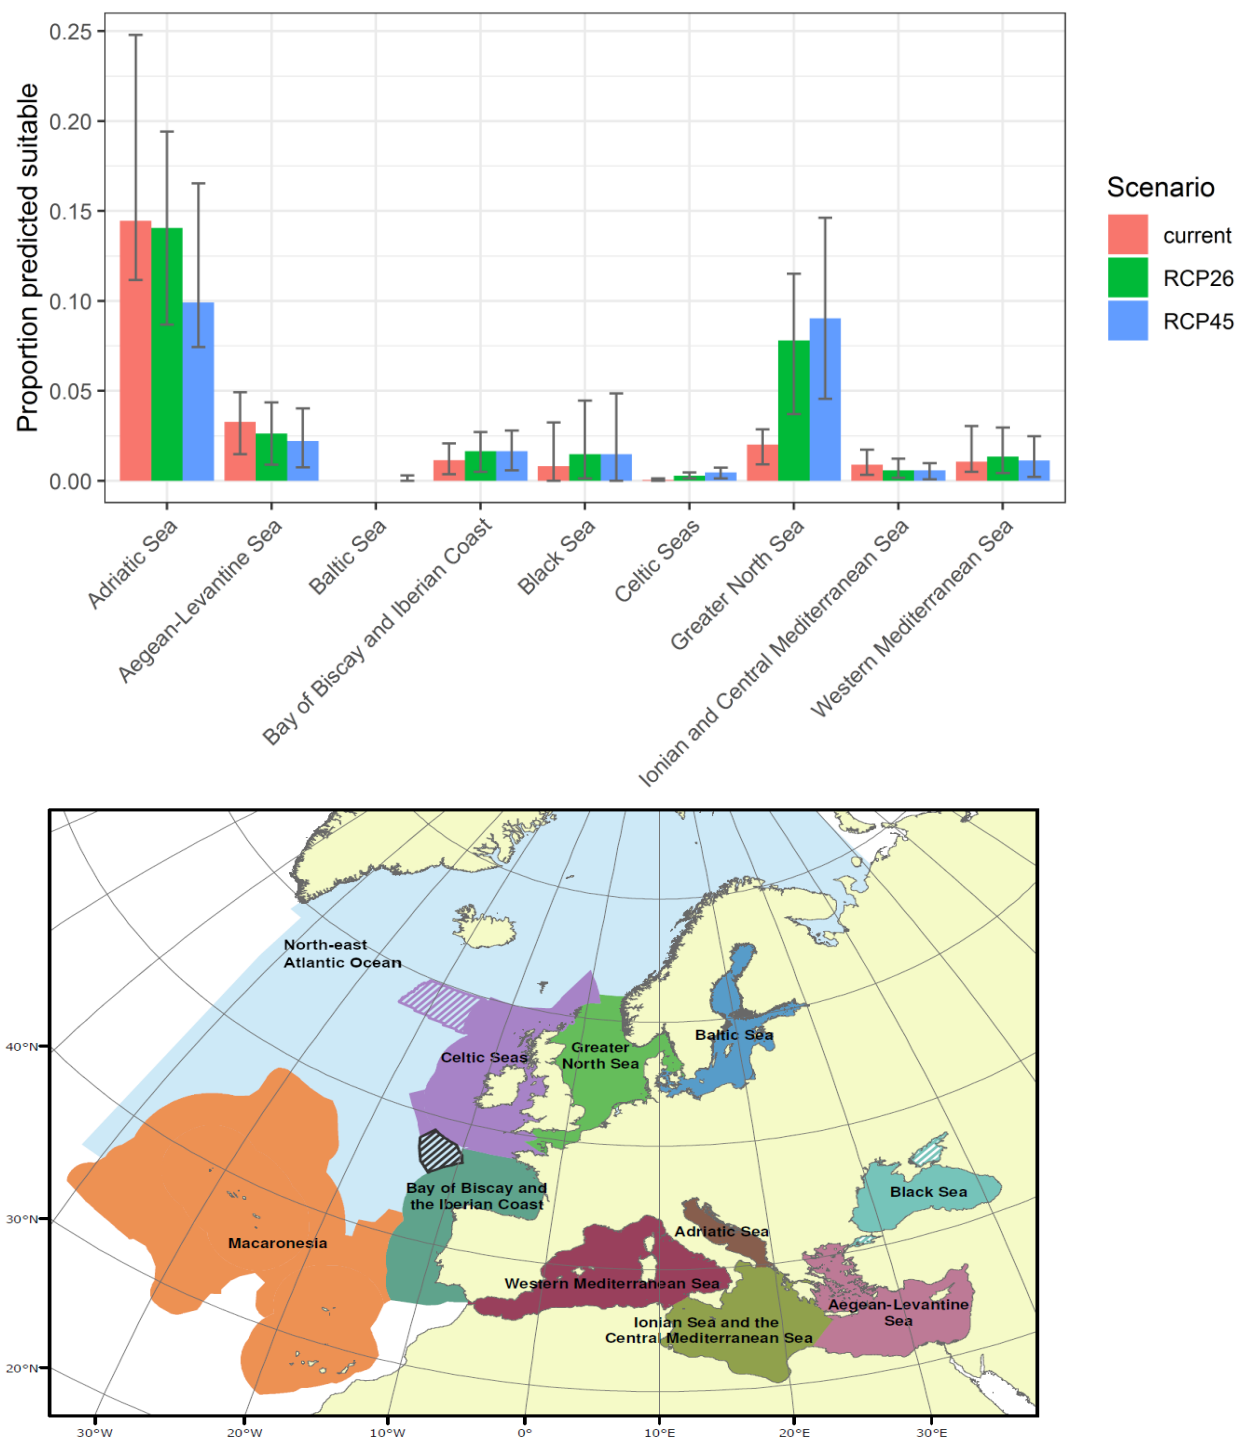 Proportion predicted suitable
0.25
0.20
0.15
0.10
0.05
0.00
Adriatic Sea
Aegean-Levantine Sea
Baltic Sea
Bay of Biscay and Iberian Coast
Black Sea
Celtic Seas
Greater North Sea
Ionian and Central Mediterranean Sea
Western Mediterranean Sea
Scenario
current
RCP26
RCP45
North-east
Atlantic Ocean
Celtic Seas
Greater
North Sea
Baltic Sea
Bay of Biscay and
the Iberian Coast
Black Sea
Macaronesia
Adriatic Sea
Western Mediterranean Sea
Aegean-Levantine
Sea
Ionian Sea and the
Central Mediterranean Sea
40°N
30°N
20°N
30°W
20°W
10°W
0°
10°E
20°E
30°E